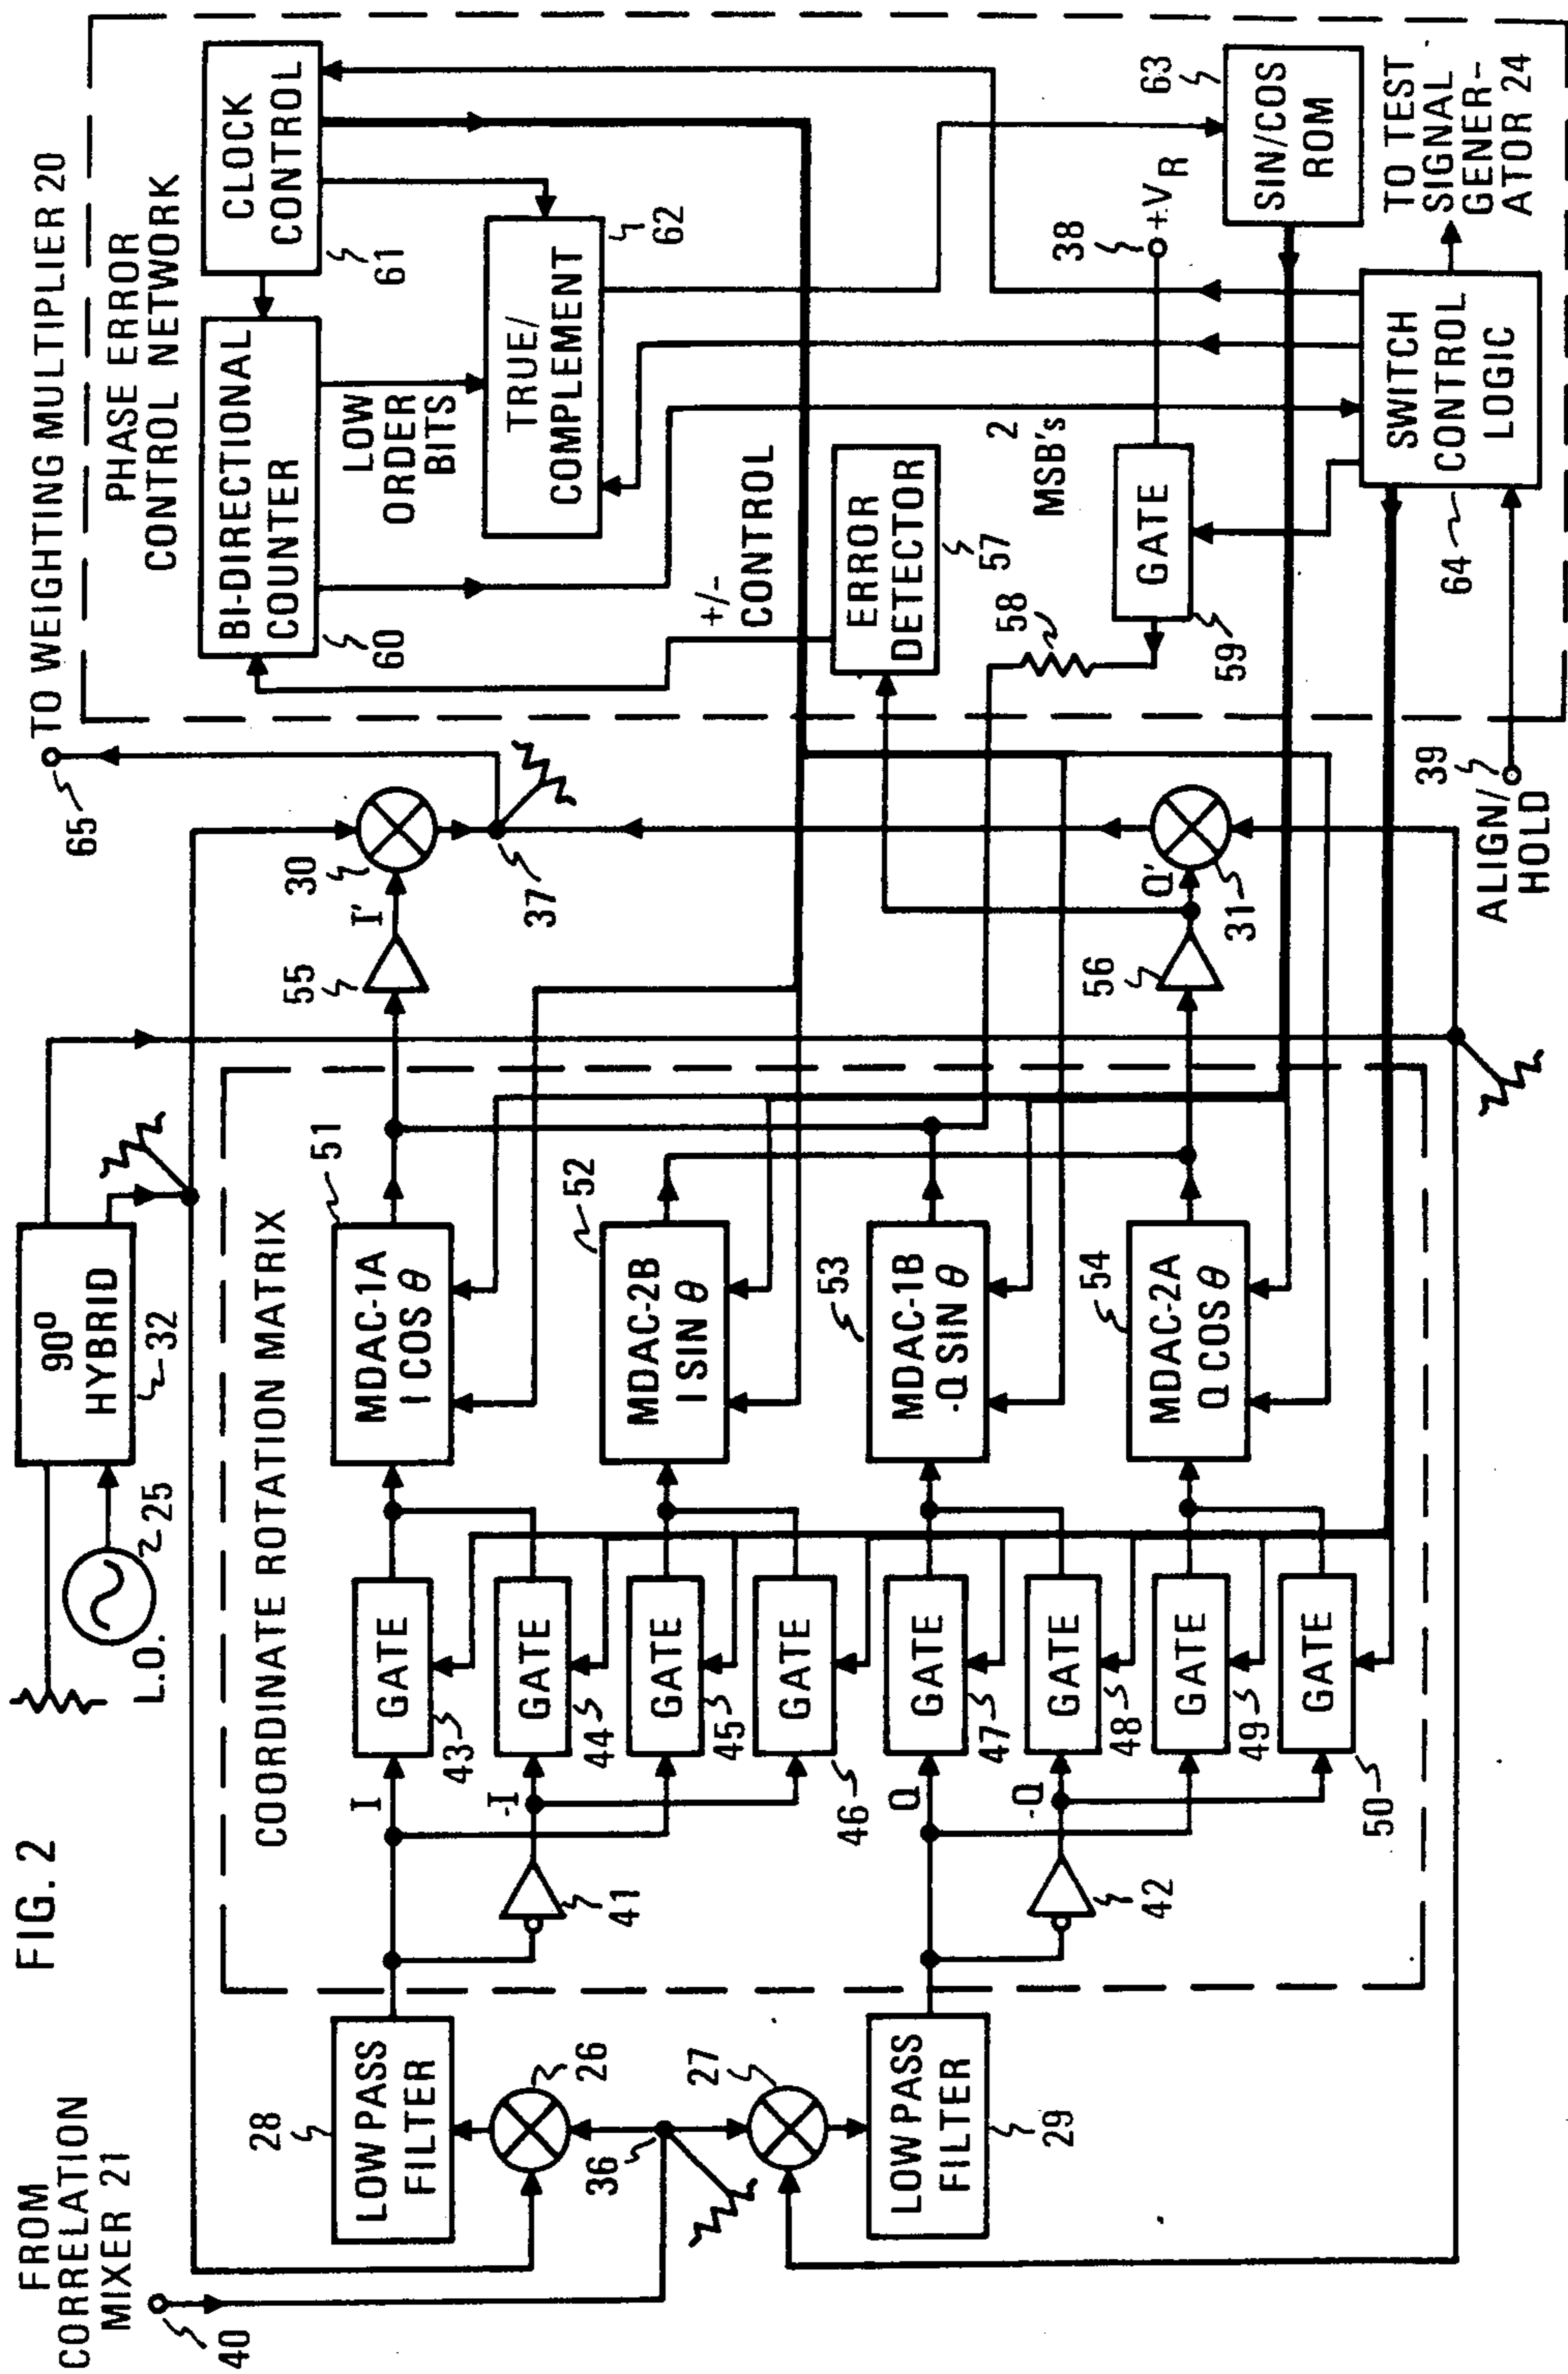 FIG. 2
FROM
CORRELATION
MIXER 21
40
L.O.
25
90º
HYBRID
32
TO WEIGHTING MULTIPLIER 20
65
28
LOW PASS
FILTER
26
36
27
LOW PASS
FILTER
29
COORDINATE ROTATION MATRIX
I
-I
41
Q
-Q
42
GATE
43
GATE
44
GATE
45
GATE
46
GATE
47
GATE
48
GATE
49
GATE
50
MDAC-1A
I COS θ
51
MDAC-2B
I SIN θ
52
MDAC-1B
-Q SIN θ
53
MDAC-2A
Q COS θ
54
55
I'
30
37
56
Q'
31
ALIGN/
HOLD
39
PHASE ERROR
CONTROL NETWORK
BI-DIRECTIONAL
COUNTER
60
CLOCK
CONTROL
61
LOW
ORDER
BITS
TRUE/
COMPLEMENT
62
+/-
CONTROL
ERROR
DETECTOR
57
58
2
MSB's
GATE
59
38
+VR
63
SIN/COS
ROM
SWITCH
CONTROL
LOGIC
64
TO TEST
SIGNAL
GENER-
ATOR 24